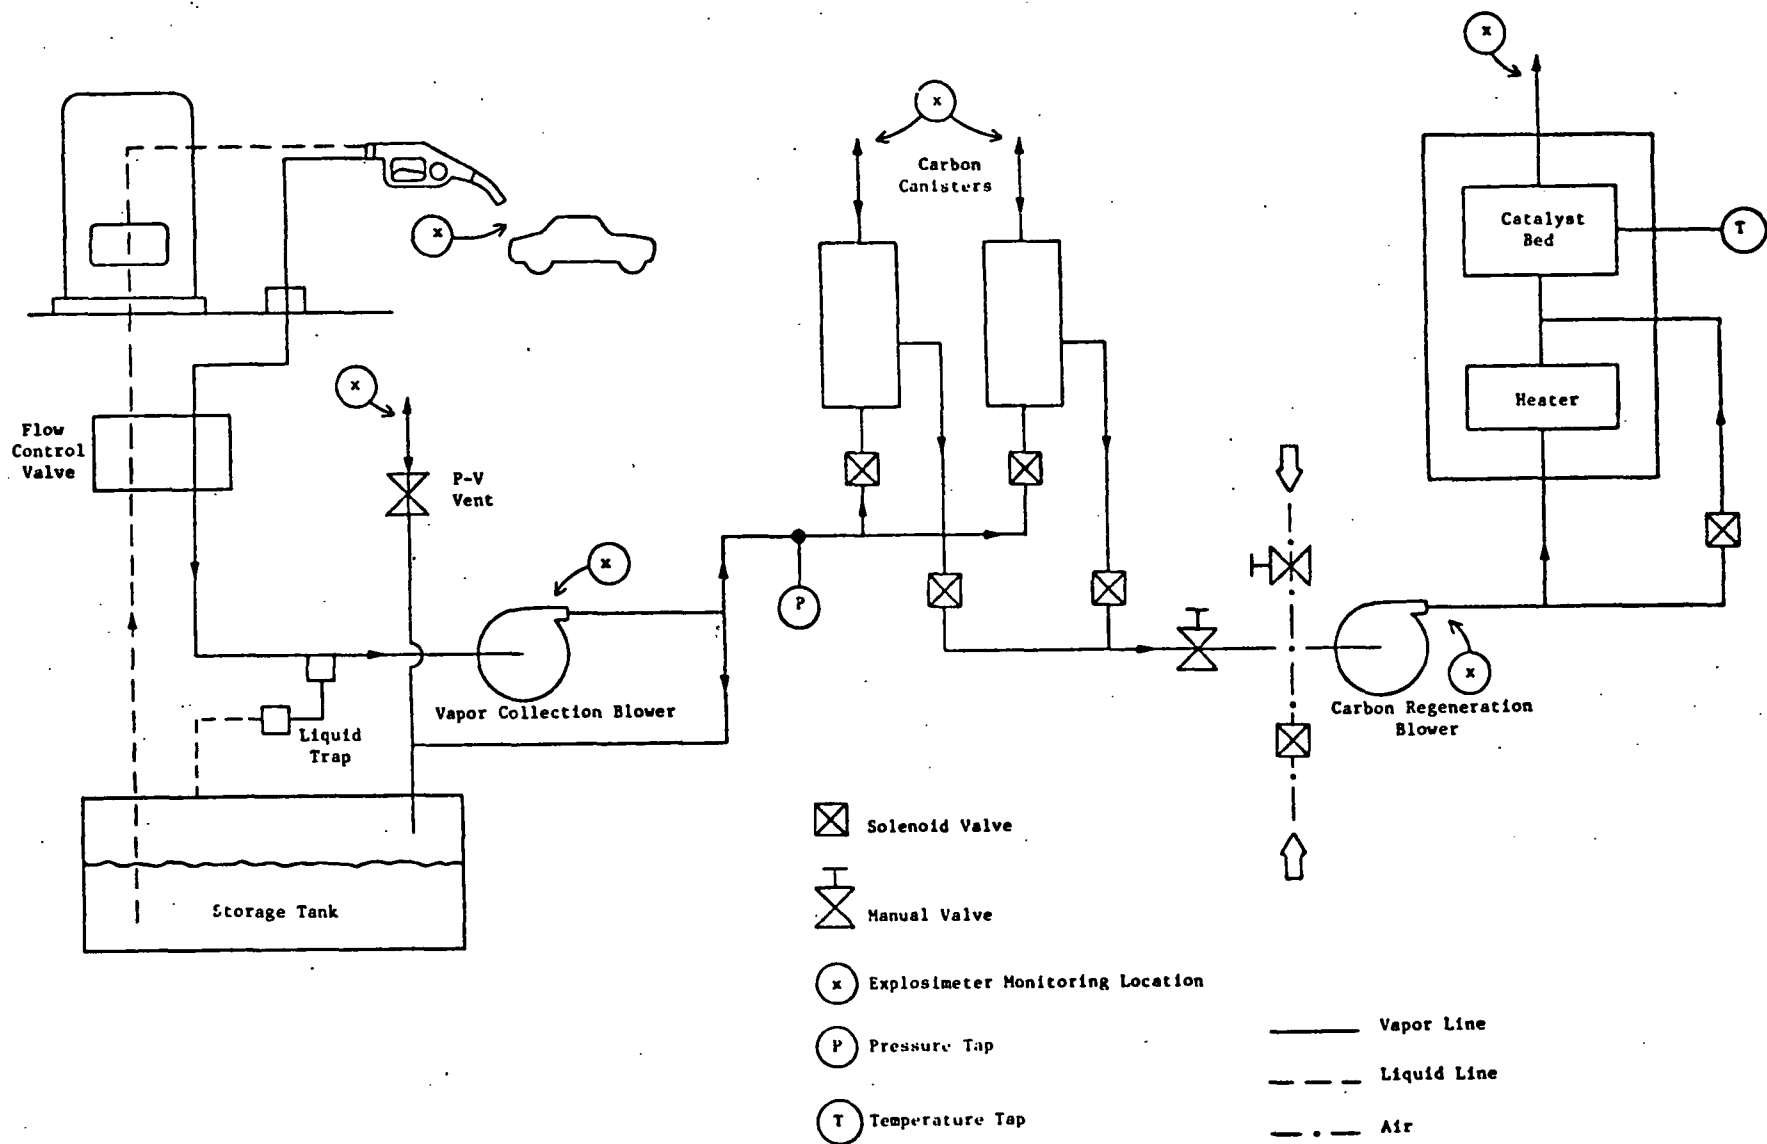 x
x
Carbon
Canisters
Catalyst
Bed
T
x
x
Heater
Flow
Control
Valve
P-V
Vent
x
P
x
Vapor Collection Blower
Carbon Regeneration
Blower
Liquid
Trap
Storage Tank
Solenoid Valve
Manual Valve
x Explosimeter Monitoring Location
P Pressure Tap
T Temperature Tap
Vapor Line
Liquid Line
Air